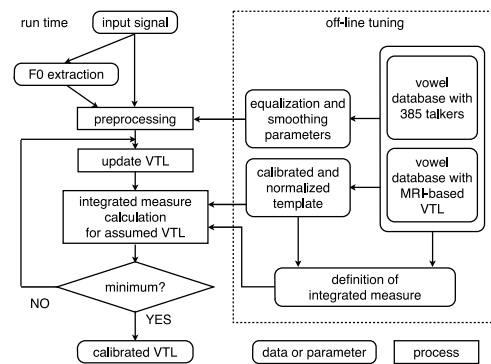 run time
input signal
off-line tuning
F0 extraction
preprocessing
equalization and
smoothing
parameters
vowel
database with
385 talkers
update VTL
integrated measure
calculation
for assumed VTL
calibrated and
normalized
template
vowel
database with
MRI-based
VTL
minimum?
definition of
integrated measure
NO
YES
calibrated VTL
data or parameter
process